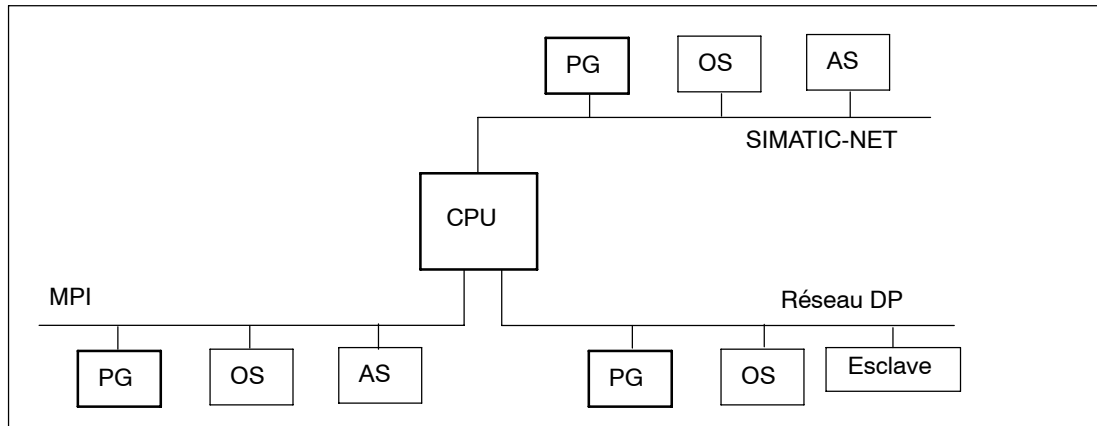 PG
OS
AS
SIMATIC-NET
CPU
MPI
Réseau DP
PG
OS
AS
PG
OS
Esclave